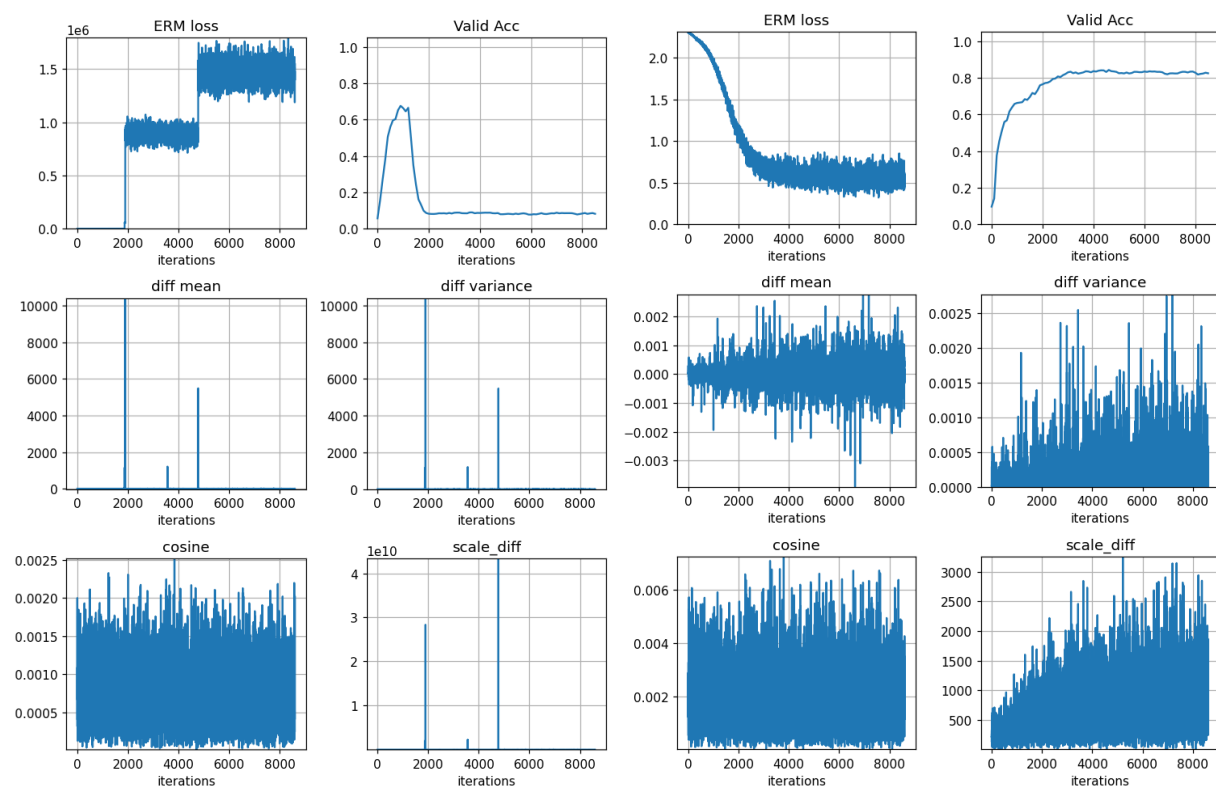 ERM loss
1e6
1.5
1.0
0.5
0.0
0 2000 4000 6000 8000
iterations
Valid Acc
1.0
0.8
0.6
0.4
0.2
0.0
0 2000 4000 6000 8000
iterations
ERM loss
2.0
1.5
1.0
0.5
0.0
0 2000 4000 6000 8000
iterations
Valid Acc
1.0
0.8
0.6
0.4
0.2
0.0
0 2000 4000 6000 8000
iterations
diff mean
10000
8000
6000
4000
2000
0
0 2000 4000 6000 8000
iterations
diff variance
10000
8000
6000
4000
2000
0
0 2000 4000 6000 8000
iterations
diff mean
0.002
0.001
0.000
−0.001
−0.002
−0.003
0 2000 4000 6000 8000
iterations
diff variance
0.0025
0.0020
0.0015
0.0010
0.0005
0.0000
0 2000 4000 6000 8000
iterations
cosine
0.0025
0.0020
0.0015
0.0010
0.0005
0 2000 4000 6000 8000
iterations
scale_diff
1e10
4
3
2
1
0 2000 4000 6000 8000
iterations
cosine
0.006
0.004
0.002
0 2000 4000 6000 8000
iterations
scale_diff
3000
2500
2000
1500
1000
500
0 2000 4000 6000 8000
iterations